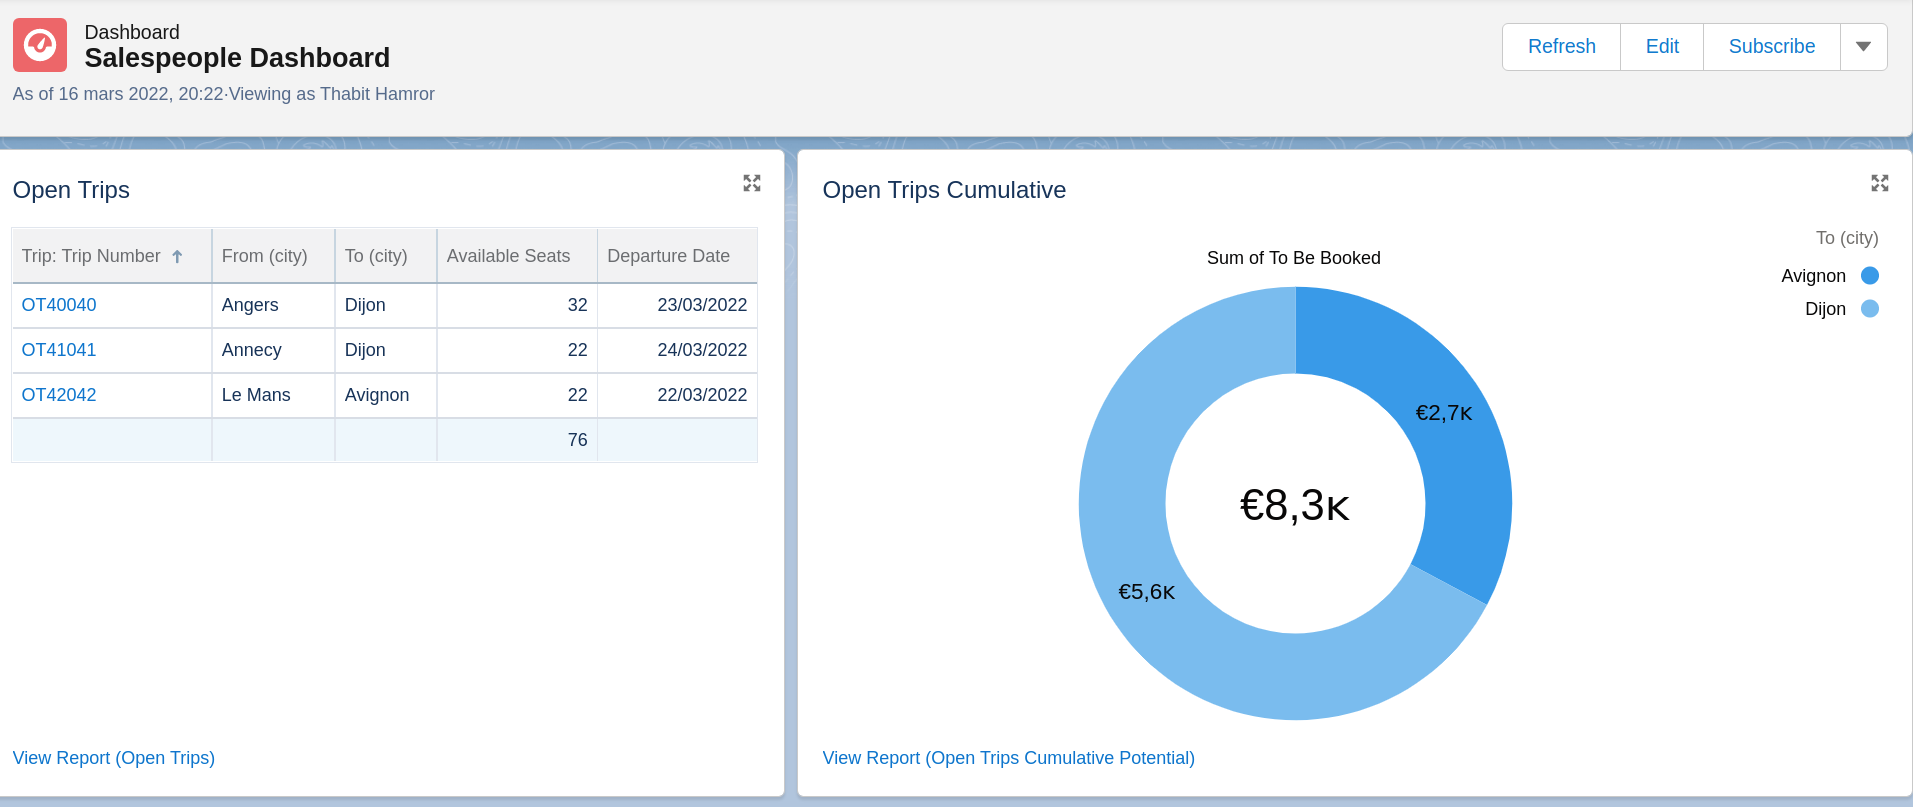 Dashboard
Salespeople Dashboard
As of 16 mars 2022, 20:22·Viewing as Thabit Hamror
Refresh Edit Subscribe
Open Trips
Trip: Trip Number From (city) To (city) Available Seats Departure Date
OT40040 Angers Dijon 32 23/03/2022
OT41041 Annecy Dijon 22 24/03/2022
OT42042 Le Mans Avignon 22 22/03/2022
76
View Report (Open Trips)
Open Trips Cumulative
To (city)
Avignon
Dijon
Sum of To Be Booked
€2,7ᴋ
€8,3ᴋ
€5,6ᴋ
View Report (Open Trips Cumulative Potential)